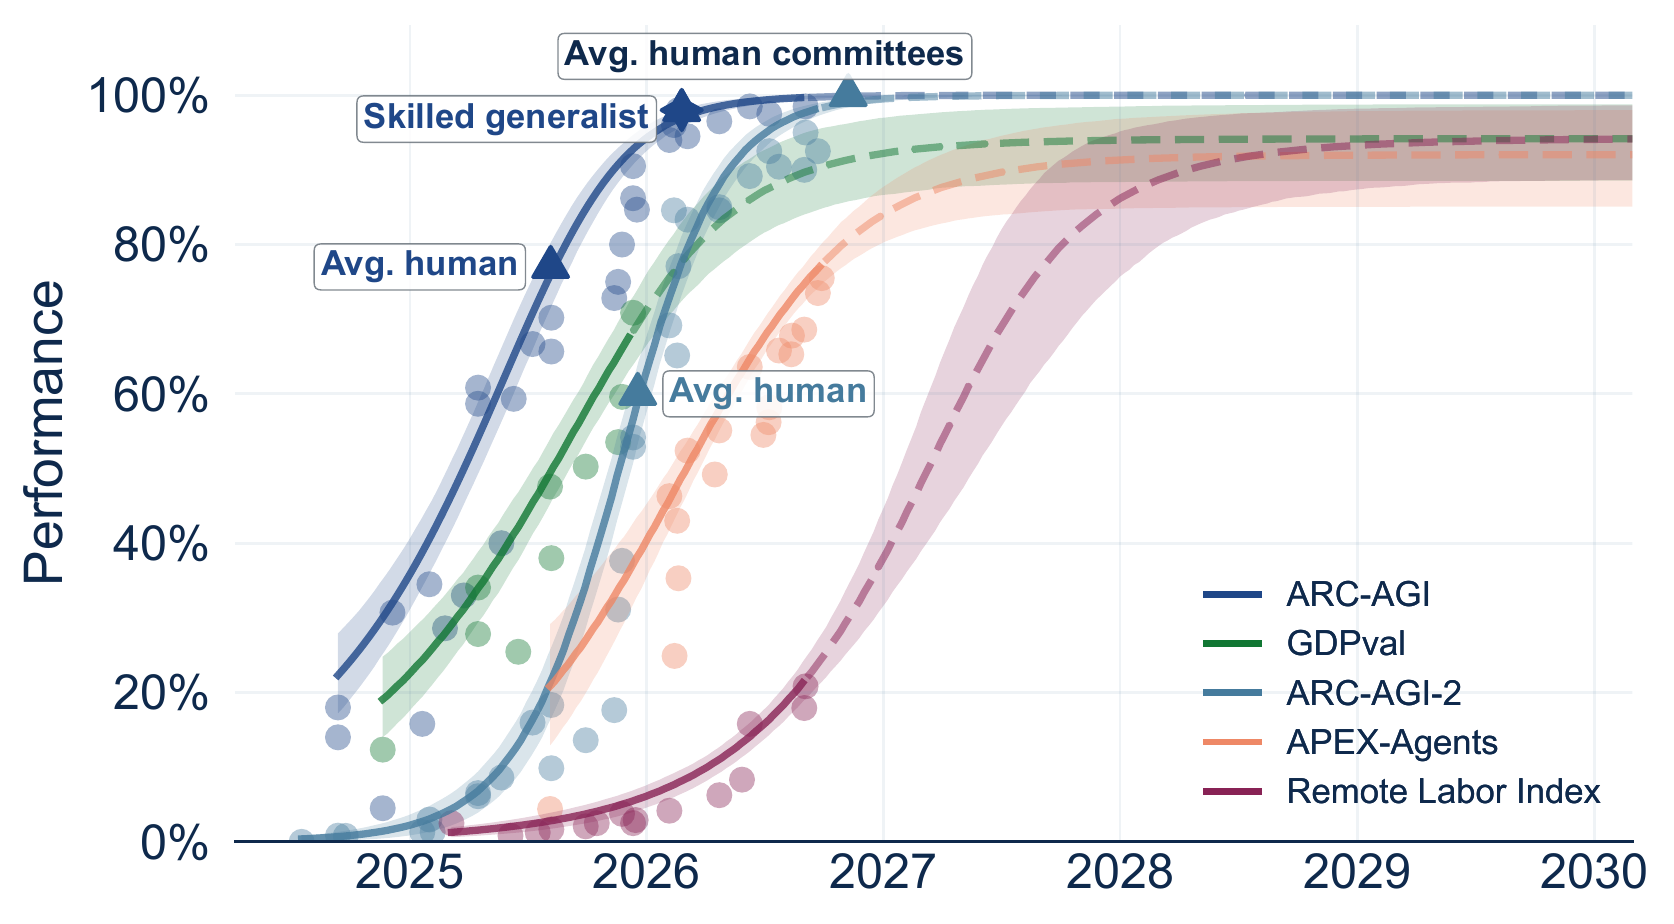 Avg. human committees
100%
Skilled generalist
80%
Avg. human
60%
Avg. human
40%
20%
0%
Performance
ARC-AGI
GDPval
ARC-AGI-2
APEX-Agents
Remote Labor Index
2025
2026
2027
2028
2029
2030